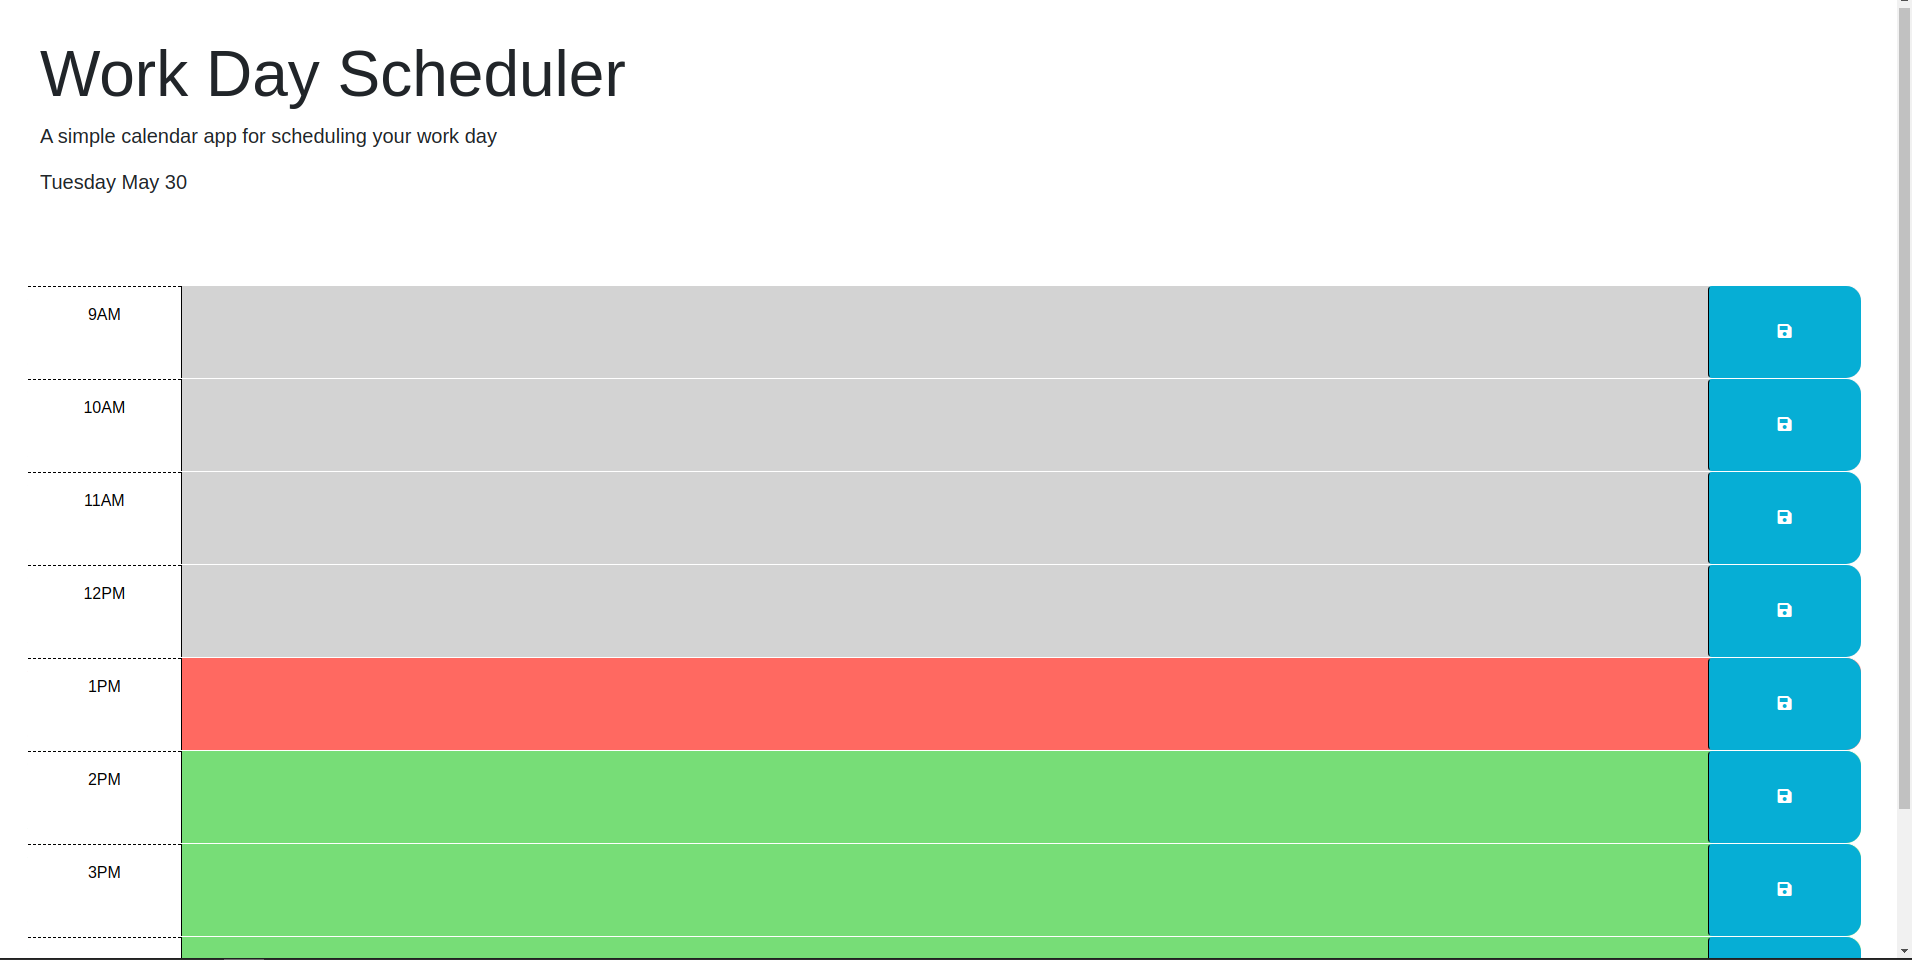 Work Day Scheduler
A simple calendar app for scheduling your work day
Tuesday May 30
9AM
10AM
11AM
12PM
1PM
2PM
3PM